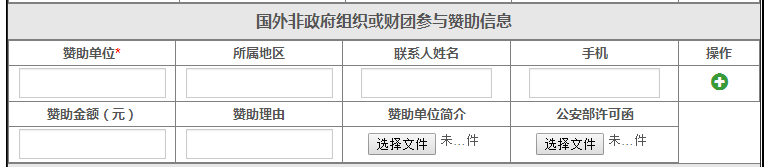 国外非政府组织或财团参与赞助信息
赞助单位* 所属地区 联系人姓名 手机 操作
赞助金额（元） 赞助理由 赞助单位简介 公安部许可函
选择文件 未...件 选择文件 未...件